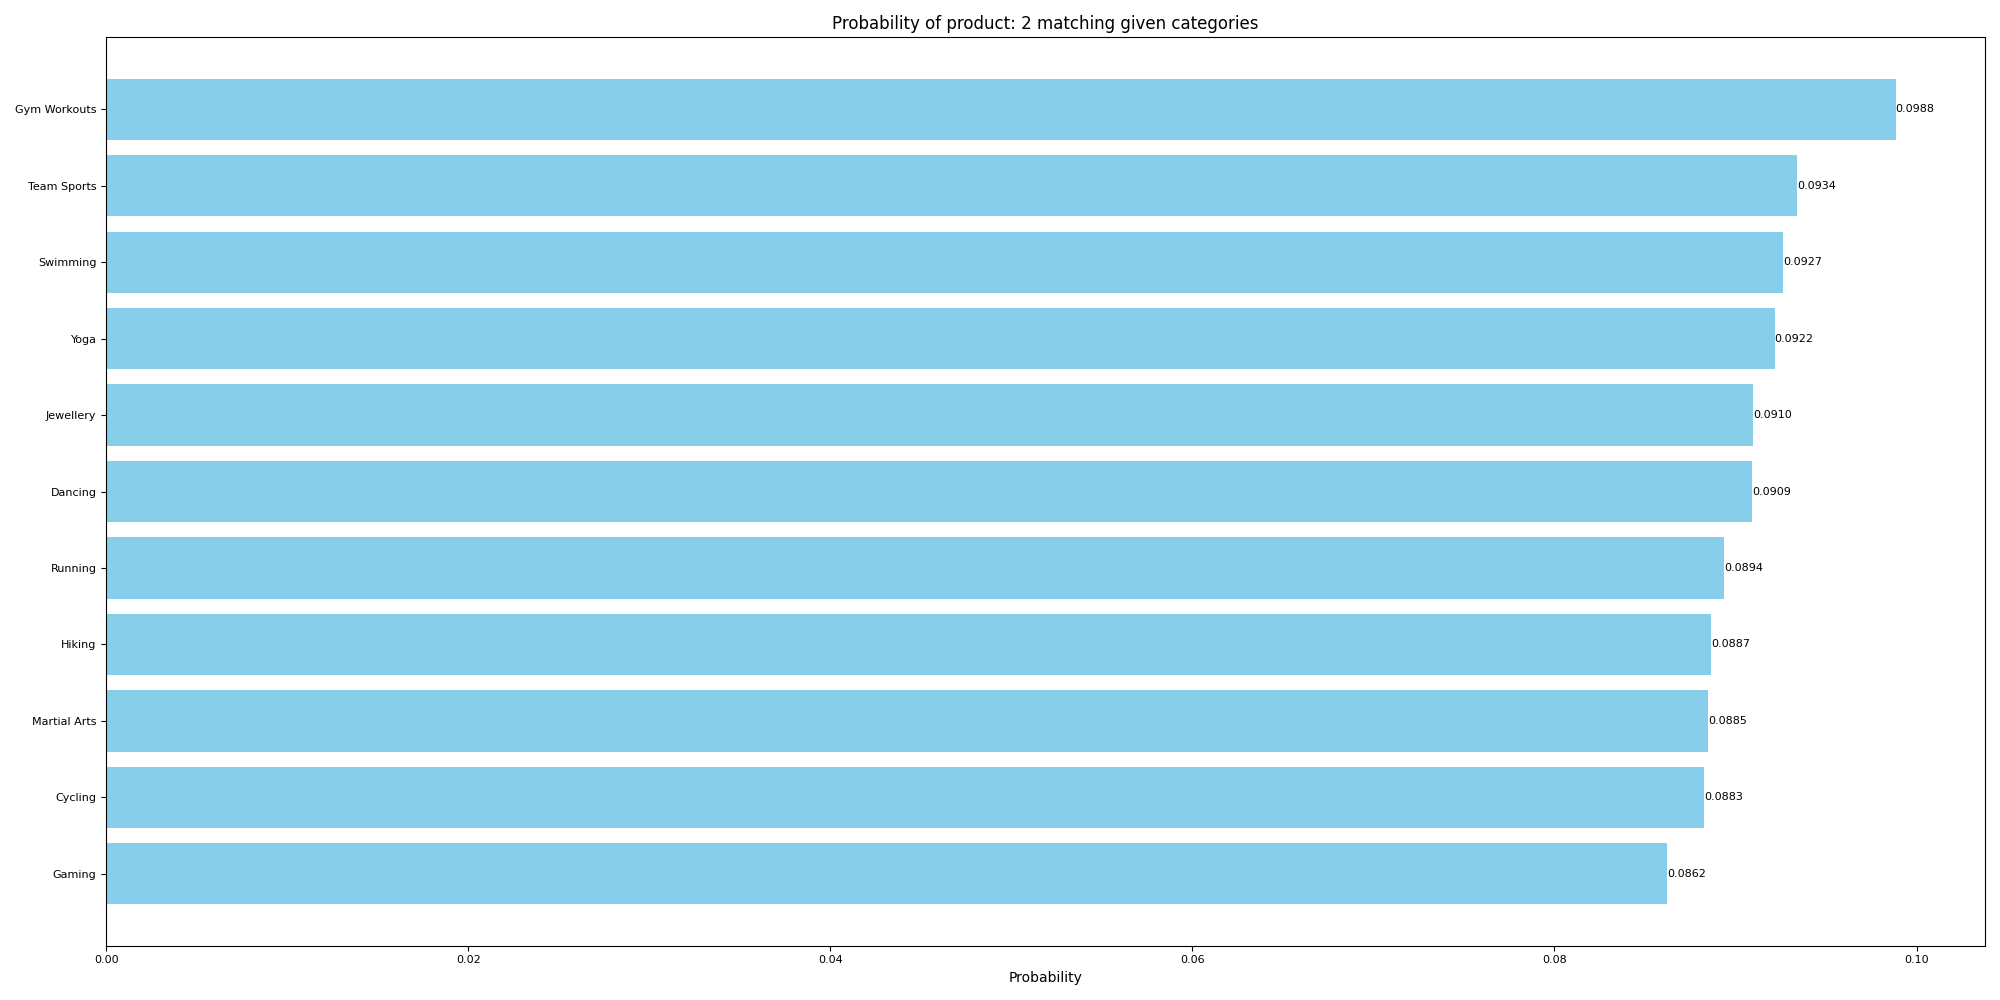 Probability of product: 2 matching given categories
Gym Workouts 0.0988
Team Sports 0.0934
Swimming 0.0927
Yoga 0.0922
Jewellery 0.0910
Dancing 0.0909
Running 0.0894
Hiking 0.0887
Martial Arts 0.0885
Cycling 0.0883
Gaming 0.0862
0.00 0.02 0.04 0.06 0.08 0.10
Probability